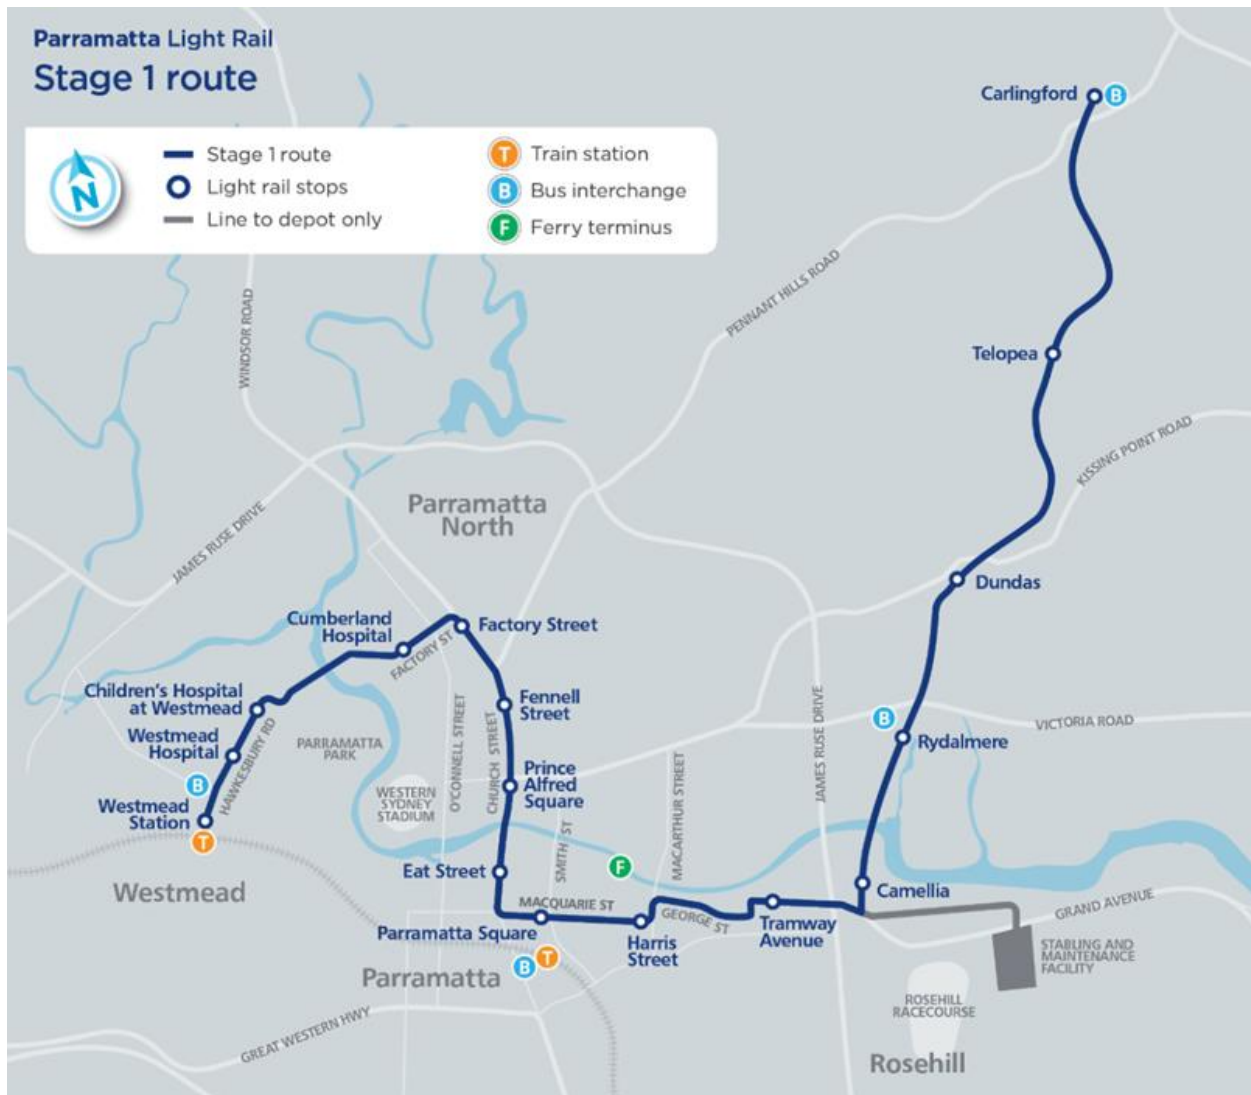 Parramatta Light Rail
Stage 1 route
N
Stage 1 route
Light rail stops
Line to depot only
T Train station
B Bus interchange
F Ferry terminus
Carlingford B
WINDSOR ROAD
PENNANT HILLS ROAD
Telopea
KISSING POINT ROAD
JAMES RUSE DRIVE
Parramatta
North
Dundas
Cumberland
Hospital
FACTORY ST
Factory Street
Children's Hospital
at Westmead
Fennell
Street
Westmead
Hospital
HAWKESBURY RD
PARRAMATTA
PARK
O'CONNELL STREET
CHURCH STREET
MACARTHUR STREET
JAMES RUSE DRIVE
B
VICTORIA ROAD
Rydalmere
B
Westmead
Station
T
WESTERN
SYDNEY
STADIUM
Prince
Alfred
Square
SMITH ST
F
Eat Street
Westmead
Camellia
MACQUARIE ST
GEORGE ST
GRAND AVENUE
Parramatta Square
Harris
Street
Tramway
Avenue
B T
Parramatta
STABLING AND
MAINTENANCE
FACILITY
ROSEHILL
RACECOURSE
GREAT WESTERN HWY
Rosehill